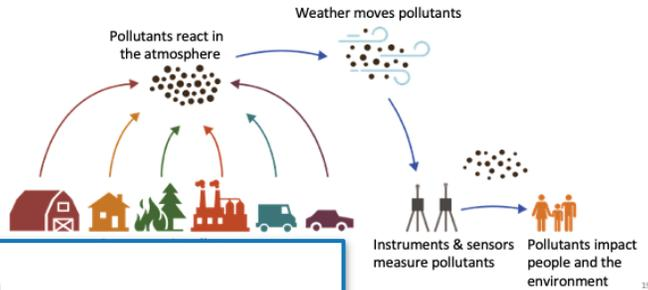 Weather moves pollutants
Pollutants react in
the atmosphere
Instruments & sensors
measure pollutants
Pollutants impact
people and the
environment